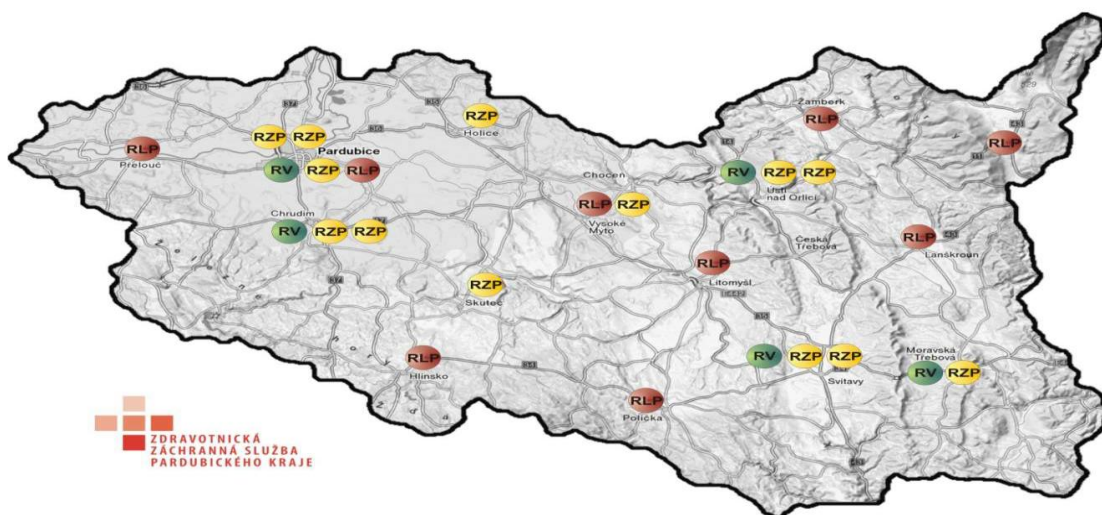 Žamberk
RZP
Holice
RLP
RZP
RZP
RLP
RLP
Přelouč
Pardubice
RV
RZP
RLP
RV
RZP
RZP
Ústí
nad Orlicí
Choceň
RLP
RZP
Vysoké
Mýto
Chrudim
RV
RZP
RZP
Česká
Třebová
RLP
Lanškroun
RLP
Litomyšl
RZP
Skuteč
RLP
Hlinsko
RV
RZP
RZP
Svitavy
Moravská
Třebová
RV
RZP
RLP
Polička
ZDRAVOTNICKÁ
ZÁCHRANNÁ SLUŽBA
PARDUBICKÉHO KRAJE